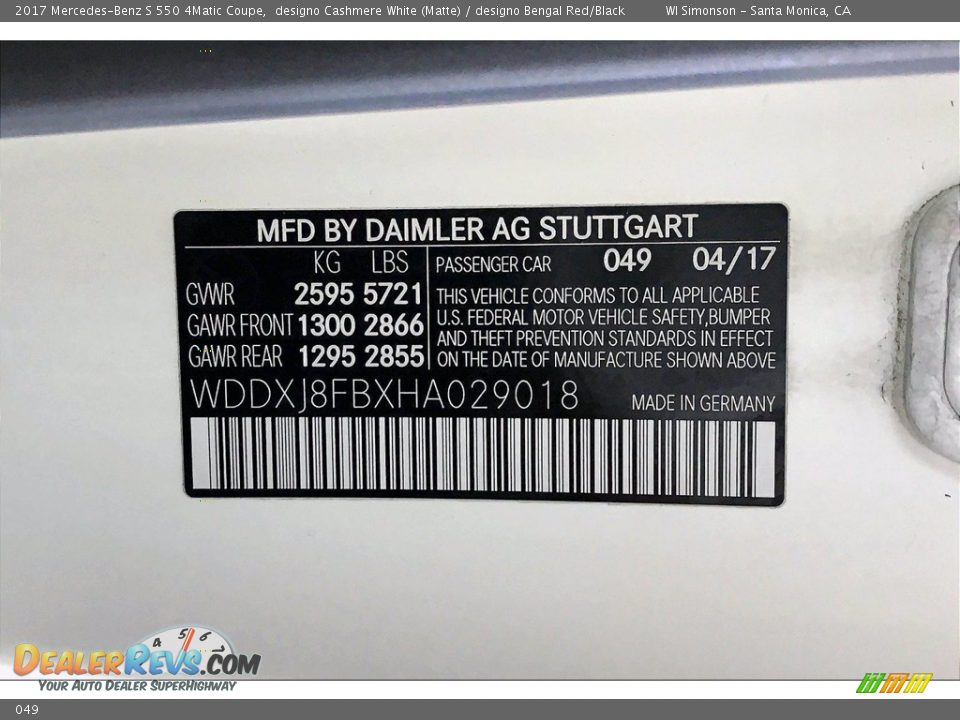 2017 Mercedes-Benz S 550 4Matic Coupe, designo Cashmere White (Matte) / designo Bengal Red/Black WI Simonson - Santa Monica, CA
MFD BY DAIMLER AG STUTTGART
KG LBS
GVWR 2595 5721
GAWR FRONT 1300 2866
GAWR REAR 1295 2855
PASSENGER CAR 049 04/17
THIS VEHICLE CONFORMS TO ALL APPLICABLE
U.S. FEDERAL MOTOR VEHICLE SAFETY,BUMPER
AND THEFT PREVENTION STANDARDS IN EFFECT
ON THE DATE OF MANUFACTURE SHOWN ABOVE
WDDXJ8FBXHA029018 MADE IN GERMANY
4 5 6
DEALERREVS.COM
YOUR AUTO DEALER SUPERHIGHWAY
049